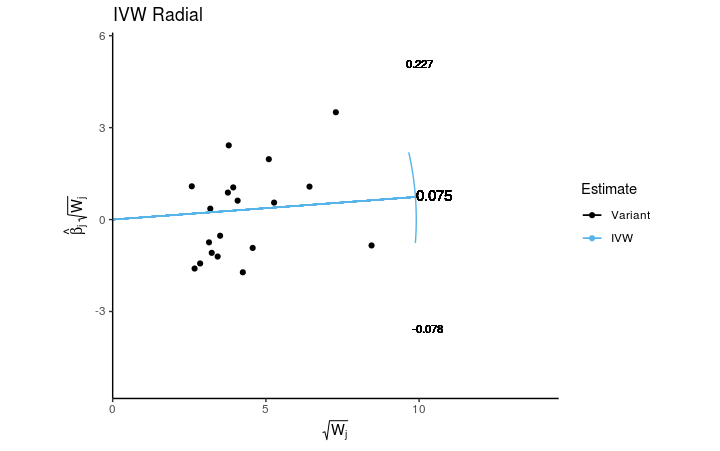 IVW Radial
6
3
0
-3
0.227
0.075
-0.078
β̂j√Wj
0
5
10
√Wj
Estimate
Variant
IVW